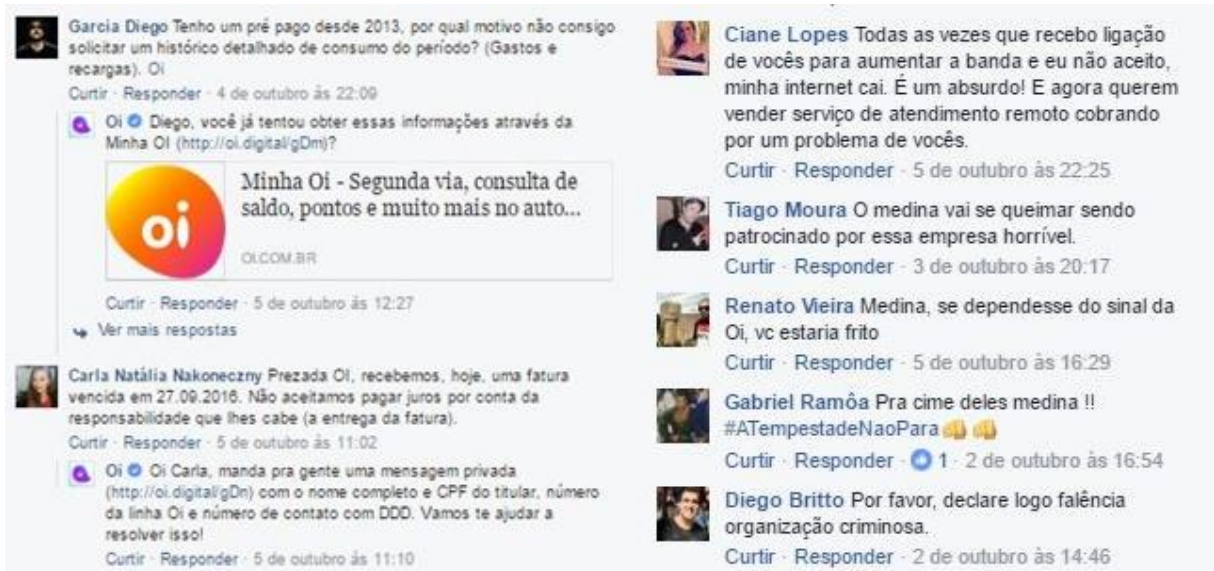 Garcia Diego Tenho um pré pago desde 2013, por qual motivo não consigo
solicitar um histórico detalhado de consumo do período? (Gastos e
recargas). Oi
Curtir · Responder · 4 de outubro às 22:09
Oi Diego, você já tentou obter essas informações através da
Minha OI (http://oi.digital/gDm)?
oi
Minha Oi - Segunda via, consulta de
saldo, pontos e muito mais no auto...
OI.COM.BR
Curtir · Responder · 5 de outubro às 12:27
Ver mais respostas
Carla Natália Nakoneczny Prezada OI, recebemos, hoje, uma fatura
vencida em 27.09.2016. Não aceitamos pagar juros por conta da
responsabilidade que lhes cabe (a entrega da fatura).
Curtir · Responder · 5 de outubro às 11:02
Oi Oi Carla, manda pra gente uma mensagem privada
(http://oi.digital/gDn) com o nome completo e CPF do titular, número
da linha Oi e número de contato com DDD. Vamos te ajudar a
resolver isso!
Curtir · Responder · 5 de outubro às 11:10
Ciane Lopes Todas as vezes que recebo ligação
de vocês para aumentar a banda e eu não aceito,
minha internet cai. É um absurdo! E agora querem
vender serviço de atendimento remoto cobrando
por um problema de vocês.
Curtir · Responder · 5 de outubro às 22:25
Tiago Moura O medina vai se queimar sendo
patrocinado por essa empresa horrível.
Curtir · Responder · 3 de outubro às 20:17
Renato Vieira Medina, se dependesse do sinal da
Oi, vc estaria frito
Curtir · Responder · 5 de outubro às 16:29
Gabriel Ramôa Pra cime deles medina !!
#ATempestadeNaoPara👊👊
Curtir · Responder · 1 · 2 de outubro às 16:54
Diego Britto Por favor, declare logo falência
organização criminosa.
Curtir · Responder · 2 de outubro às 14:46